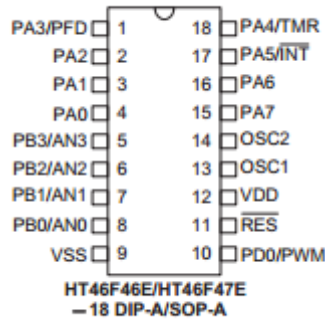 PA3/PFD 1 18 PA4/TMR
PA2 2 17 PA5/INT
PA1 3 16 PA6
PA0 4 15 PA7
PB3/AN3 5 14 OSC2
PB2/AN2 6 13 OSC1
PB1/AN1 7 12 VDD
PB0/AN0 8 11 RES
VSS 9 10 PD0/PWM
HT46F46E/HT46F47E
– 18 DIP-A/SOP-A